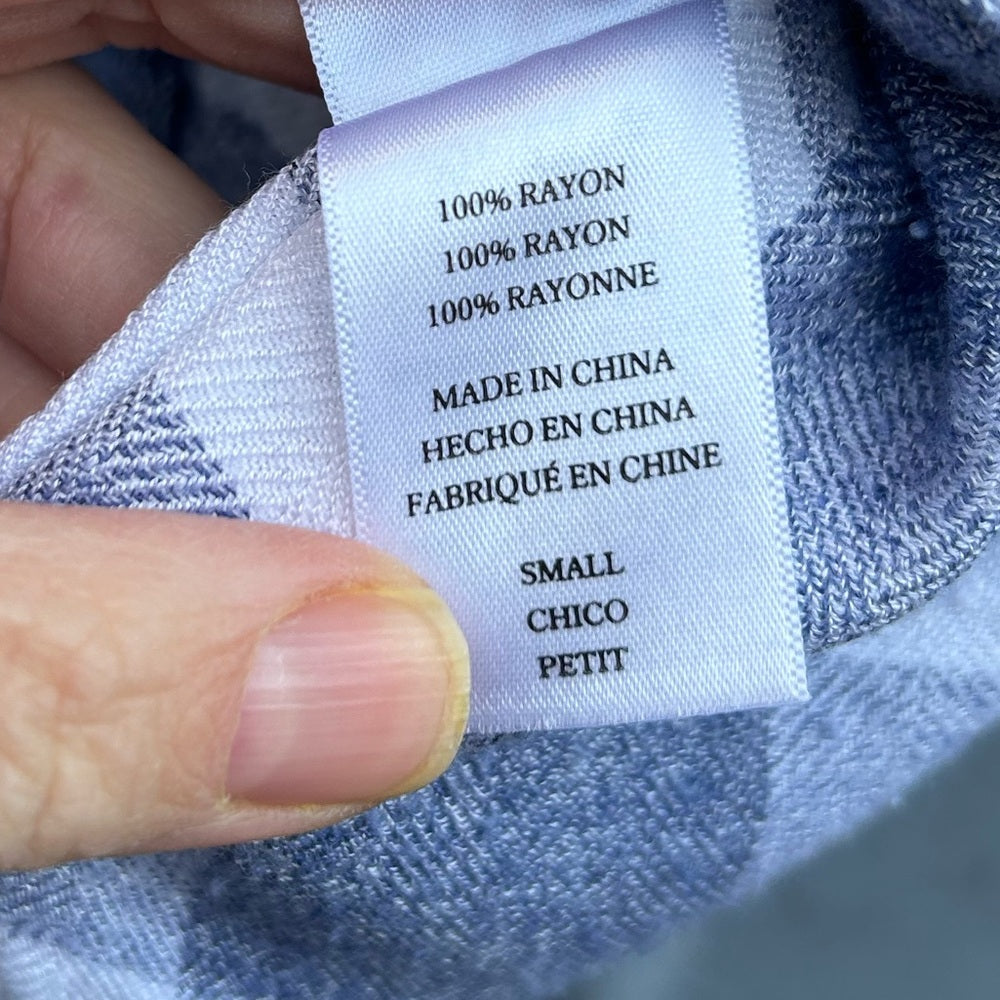 100% RAYON
100% RAYON
100% RAYONNE
MADE IN CHINA
HECHO EN CHINA
FABRIQUÉ EN CHINE
SMALL
CHICO
PETIT